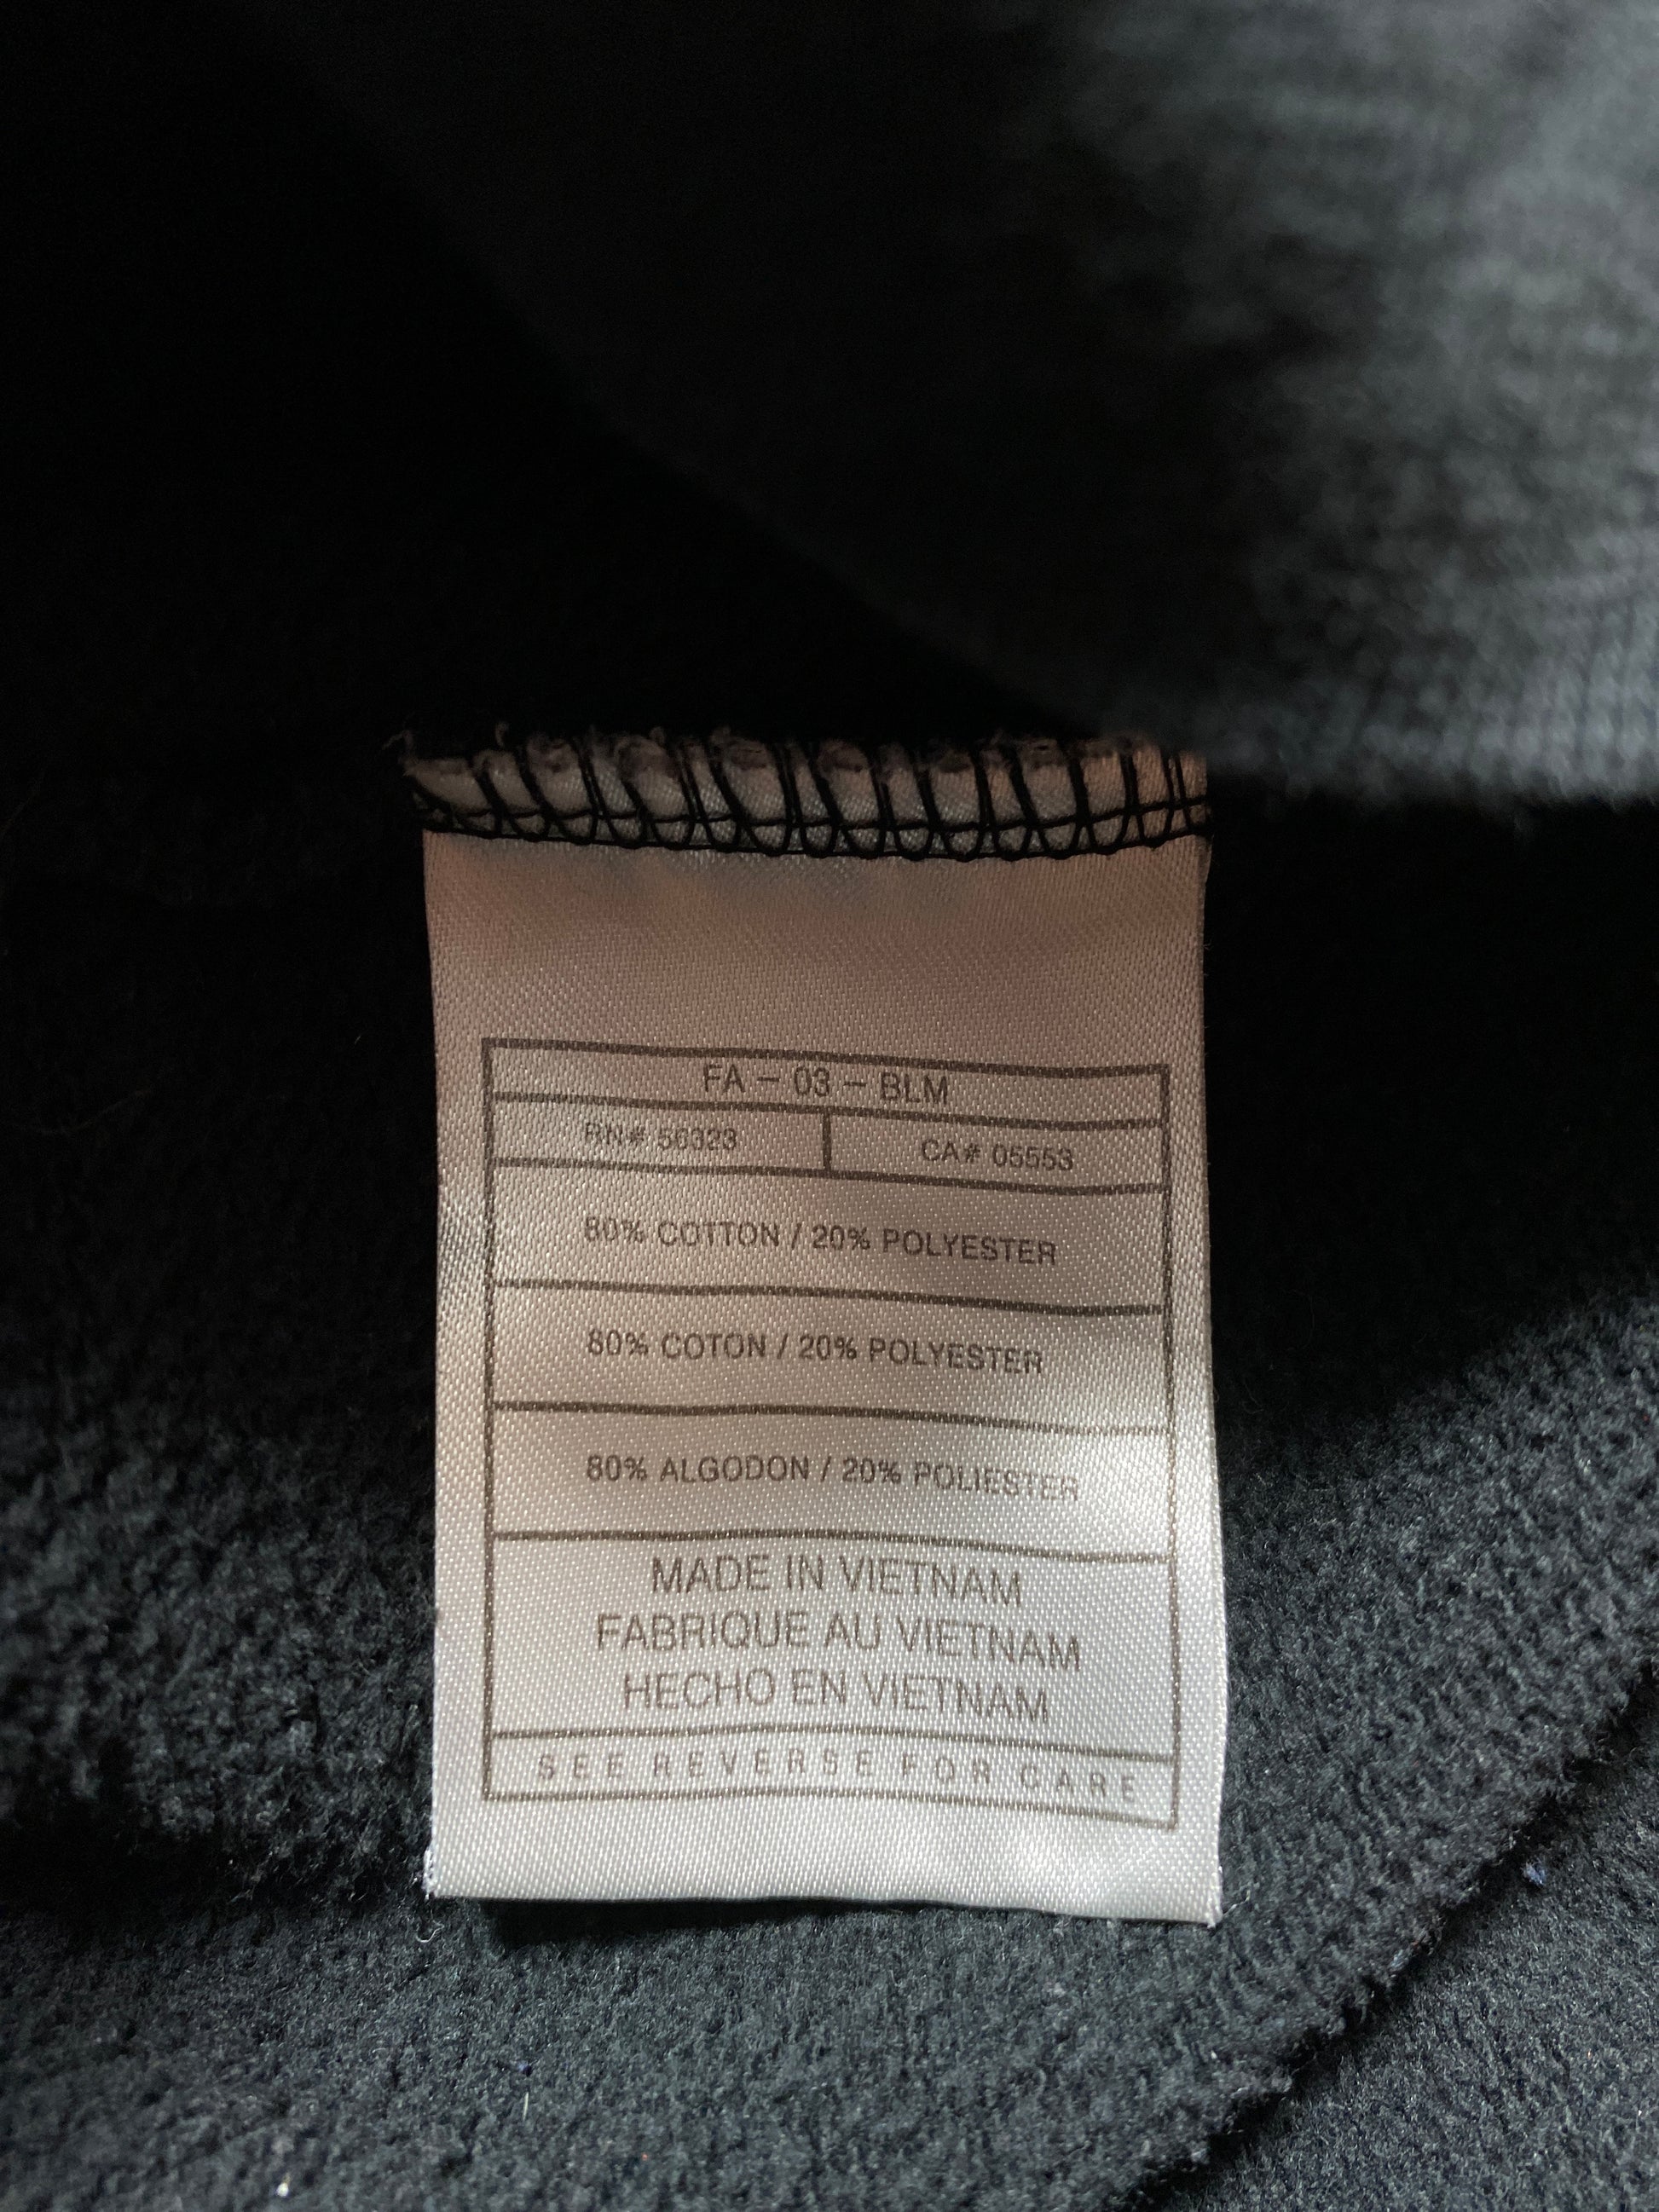 FA – 03 – BLM
RN# 56323 CA# 05553
80% COTTON / 20% POLYESTER
80% COTON / 20% POLYESTER
80% ALGODON / 20% POLIESTER
MADE IN VIETNAM
FABRIQUE AU VIETNAM
HECHO EN VIETNAM
SEE REVERSE FOR CARE